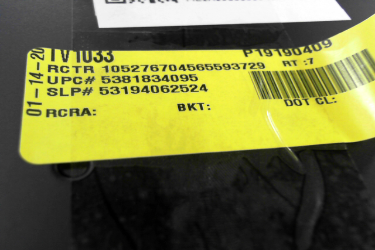 01-14-20
TV1033 P19190409
RCTR 105276704565593729 RT :7
UPC# 5381834095
SLP# 53194062524
RCRA: BKT: DOT CL: